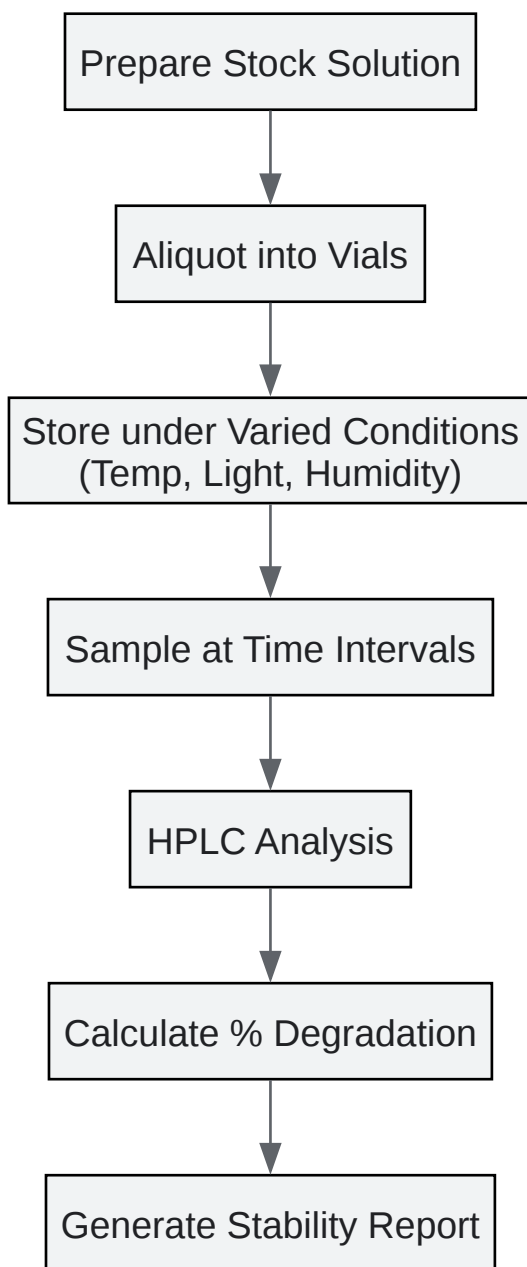 Prepare Stock Solution
Aliquot into Vials
Store under Varied Conditions
(Temp, Light, Humidity)
Sample at Time Intervals
HPLC Analysis
Calculate % Degradation
Generate Stability Report